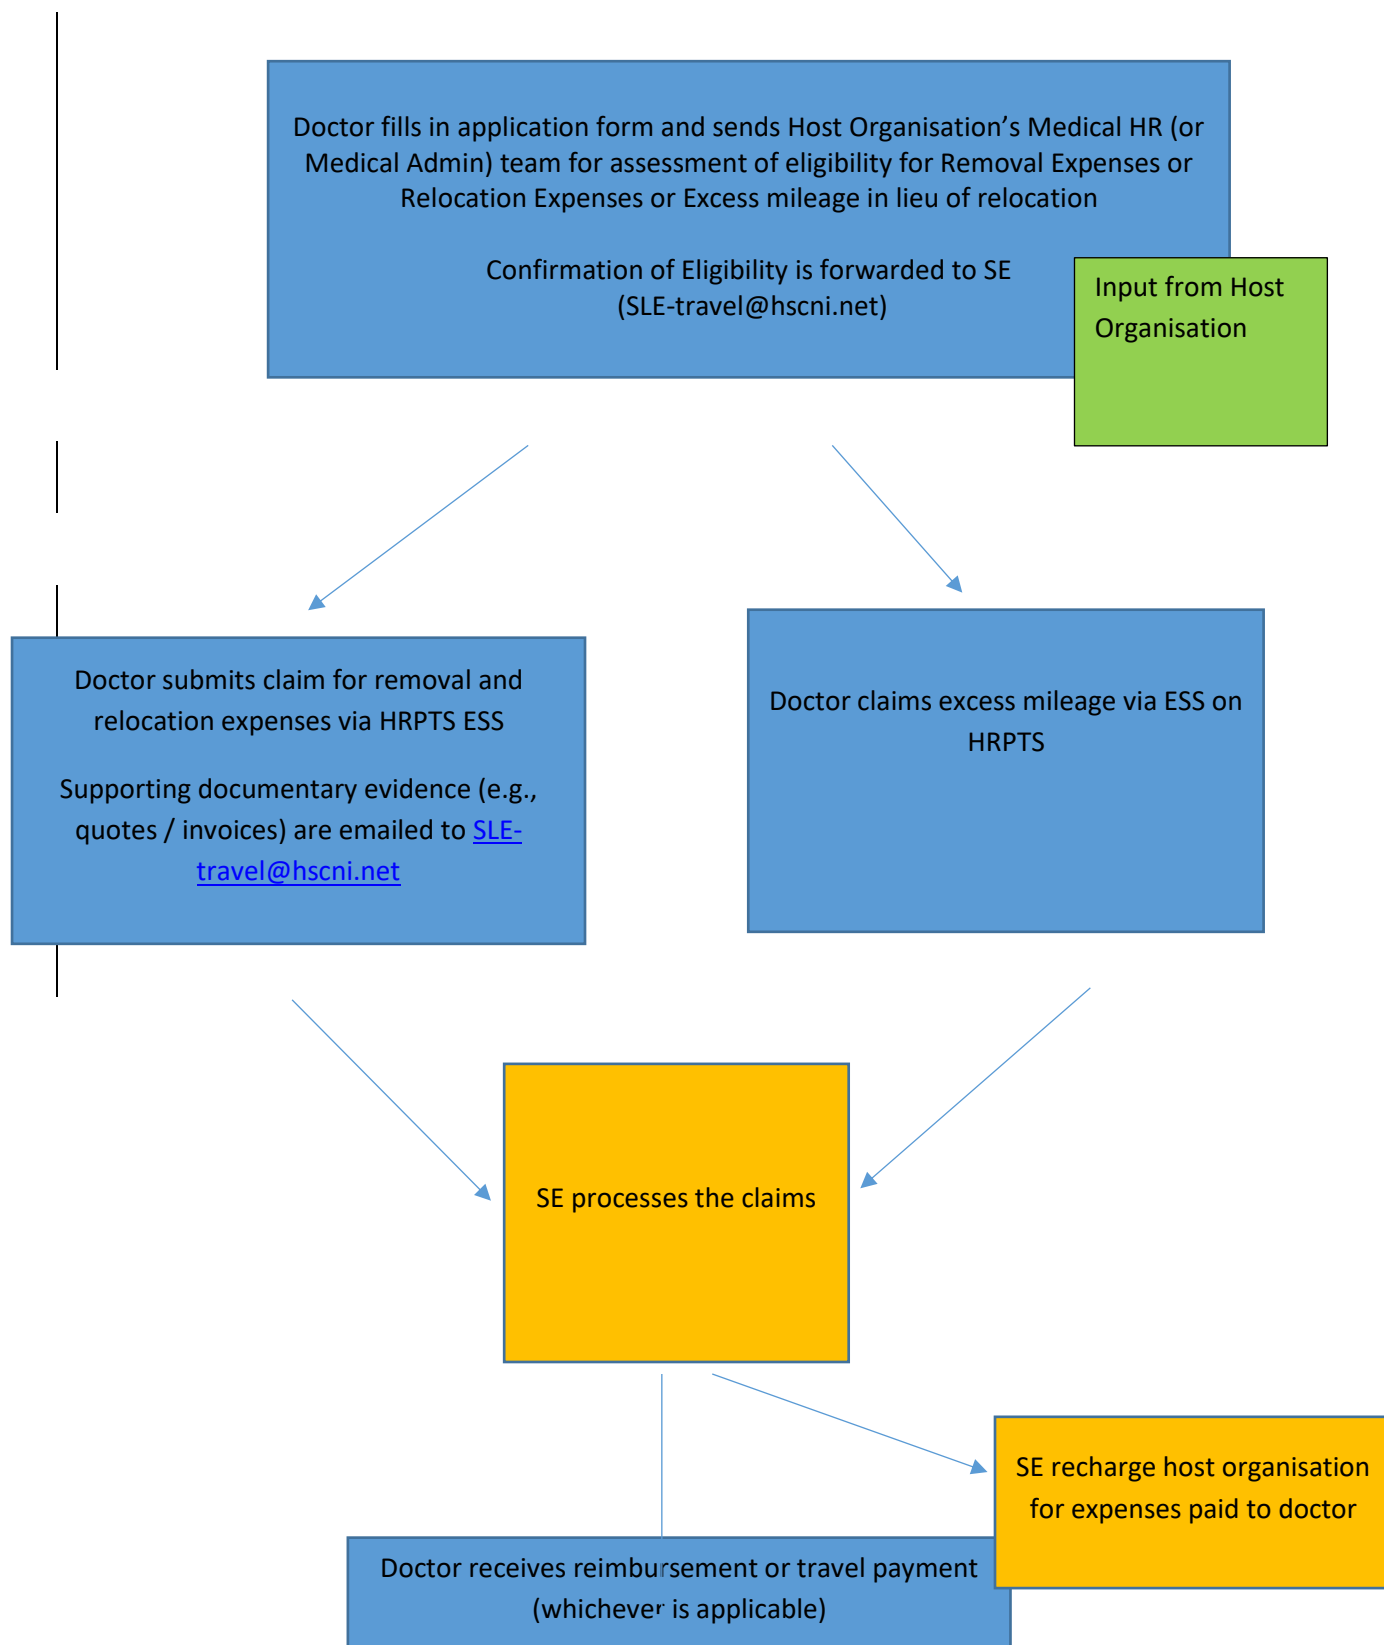 Doctor fills in application form and sends Host Organisation’s Medical HR (or
Medical Admin) team for assessment of eligibility for Removal Expenses or
Relocation Expenses or Excess mileage in lieu of relocation
Confirmation of Eligibility is forwarded to SE
(SLE-travel@hscni.net)
Input from Host
Organisation
Doctor submits claim for removal and
relocation expenses via HRPTS ESS
Supporting documentary evidence (e.g.,
quotes / invoices) are emailed to SLE-
travel@hscni.net
Doctor claims excess mileage via ESS on
HRPTS
SE processes the claims
SE recharge host organisation
for expenses paid to doctor
Doctor receives reimbursement or travel payment
(whichever is applicable)